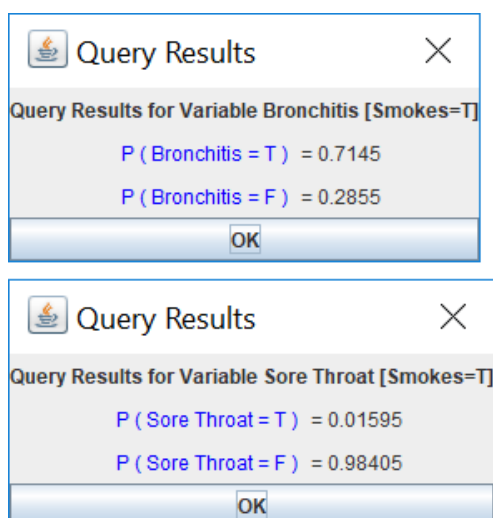 Query Results
Query Results for Variable Bronchitis [Smokes=T]
P ( Bronchitis = T ) = 0.7145
P ( Bronchitis = F ) = 0.2855
OK
Query Results
Query Results for Variable Sore Throat [Smokes=T]
P ( Sore Throat = T ) = 0.01595
P ( Sore Throat = F ) = 0.98405
OK